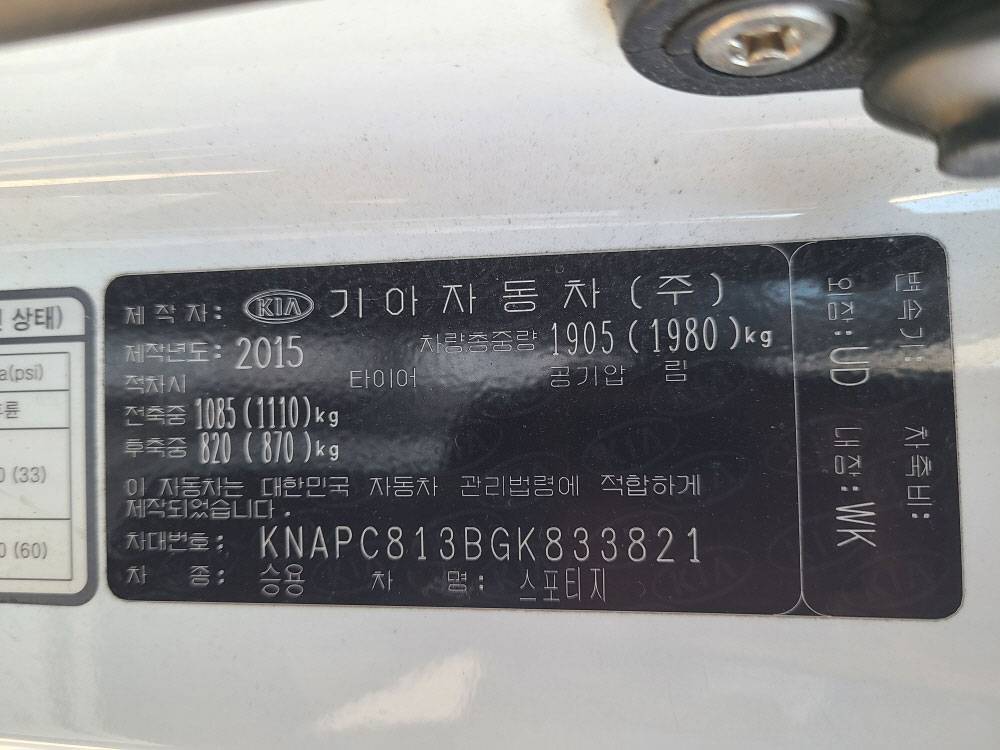 제 작 자: KIA 기 아 자 동 차 ( 주 )
제작년도: 2015 차량총중량 1905 ( 1980 ) kg
적차시 타이어 공기압 림
전축중 1085 (1110) kg
후축중 820 ( 870 ) kg
이 자동차는 대한민국 자동차 관리법령에 적합하게
제작되었습니다.
차대번호: KNAPC813BGK833821
차 종: 승용 차 명: 스포티지
변속기: 차축비:
외장: UD 내장: WK
상태)
a(psi)
0 (33)
0 (60)